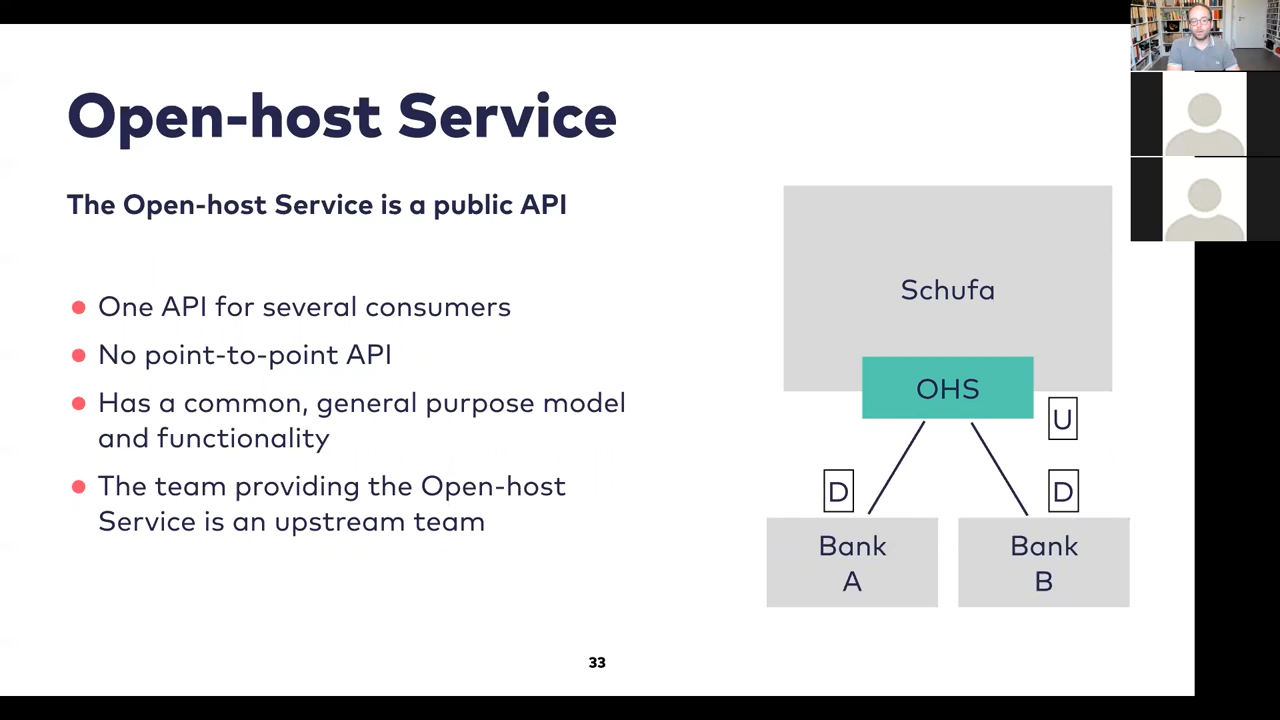 Open-host Service
The Open-host Service is a public API
One API for several consumers
No point-to-point API
Has a common, general purpose model
and functionality
The team providing the Open-host
Service is an upstream team
Schufa
OHS
U
D
D
Bank
A
Bank
B
33